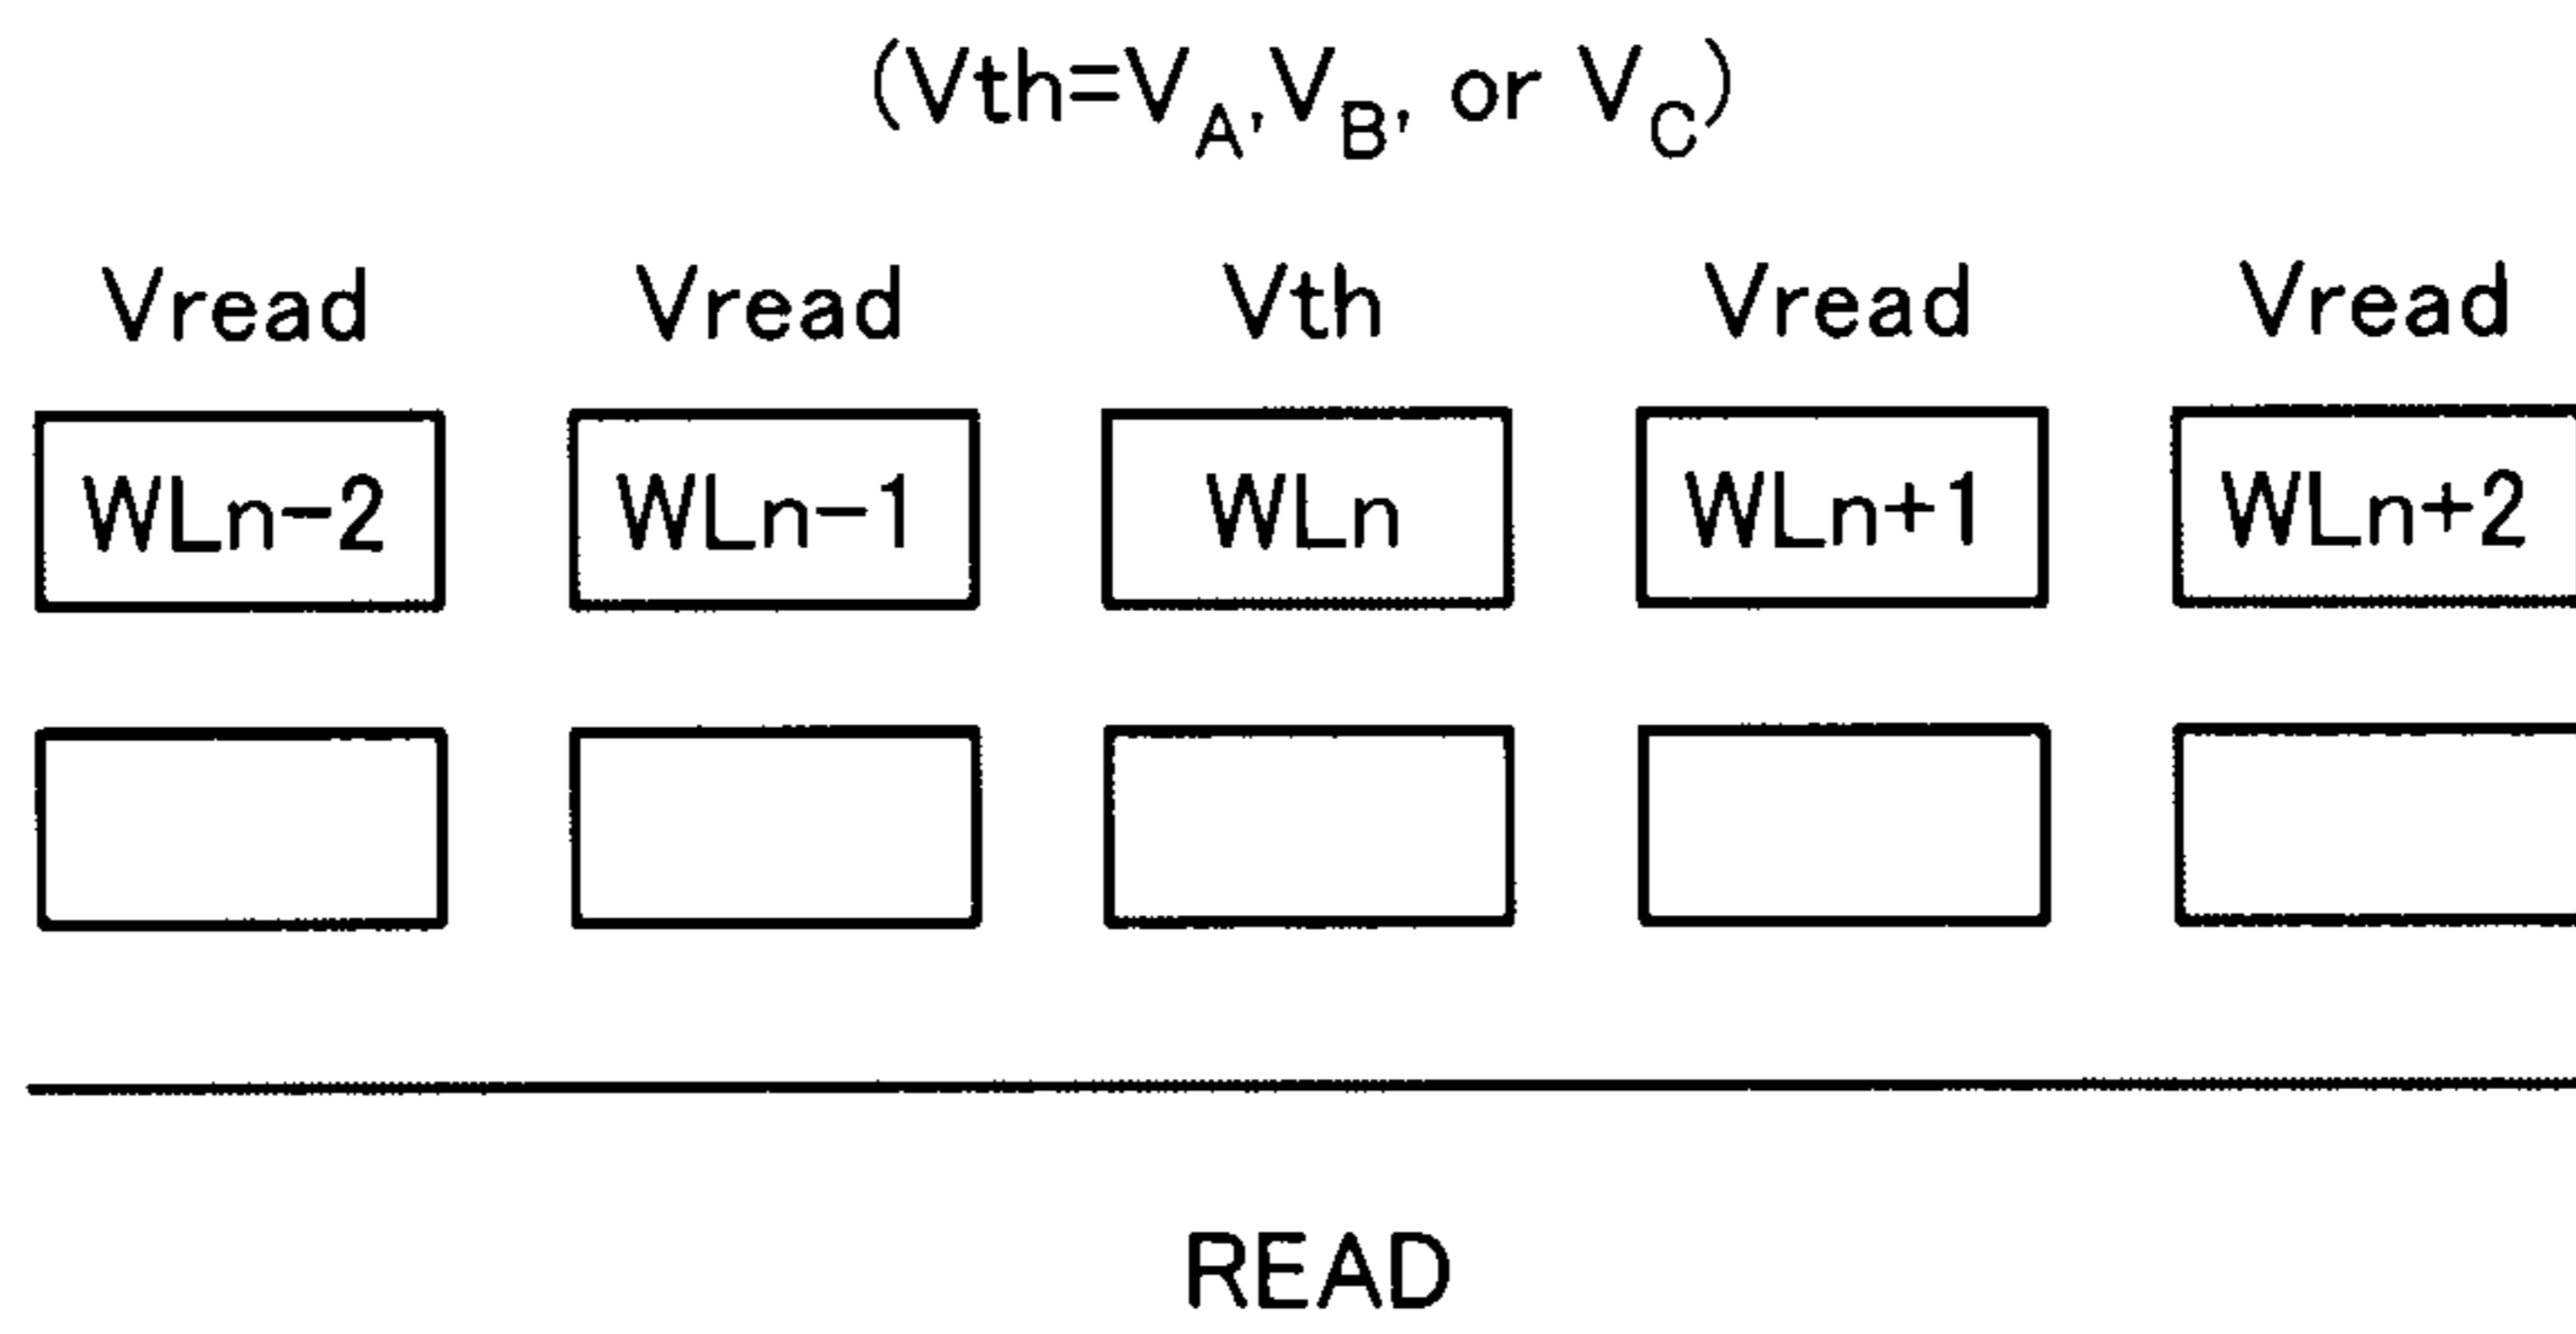 (Vth=VA, VB, or VC)
Vread Vread Vth Vread Vread
WLn-2 WLn-1 WLn WLn+1 WLn+2
READ